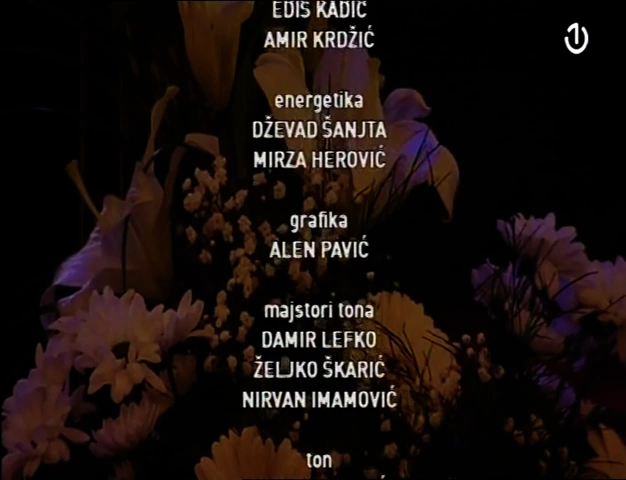 EDIS KADIĆ
AMIR KRDŽIĆ
energetika
DŽEVAD ŠANJTA
MIRZA HEROVIĆ
grafika
ALEN PAVIĆ
majstori tona
DAMIR LEFKO
ŽELJKO ŠKARIĆ
NIRVAN IMAMOVIĆ
ton